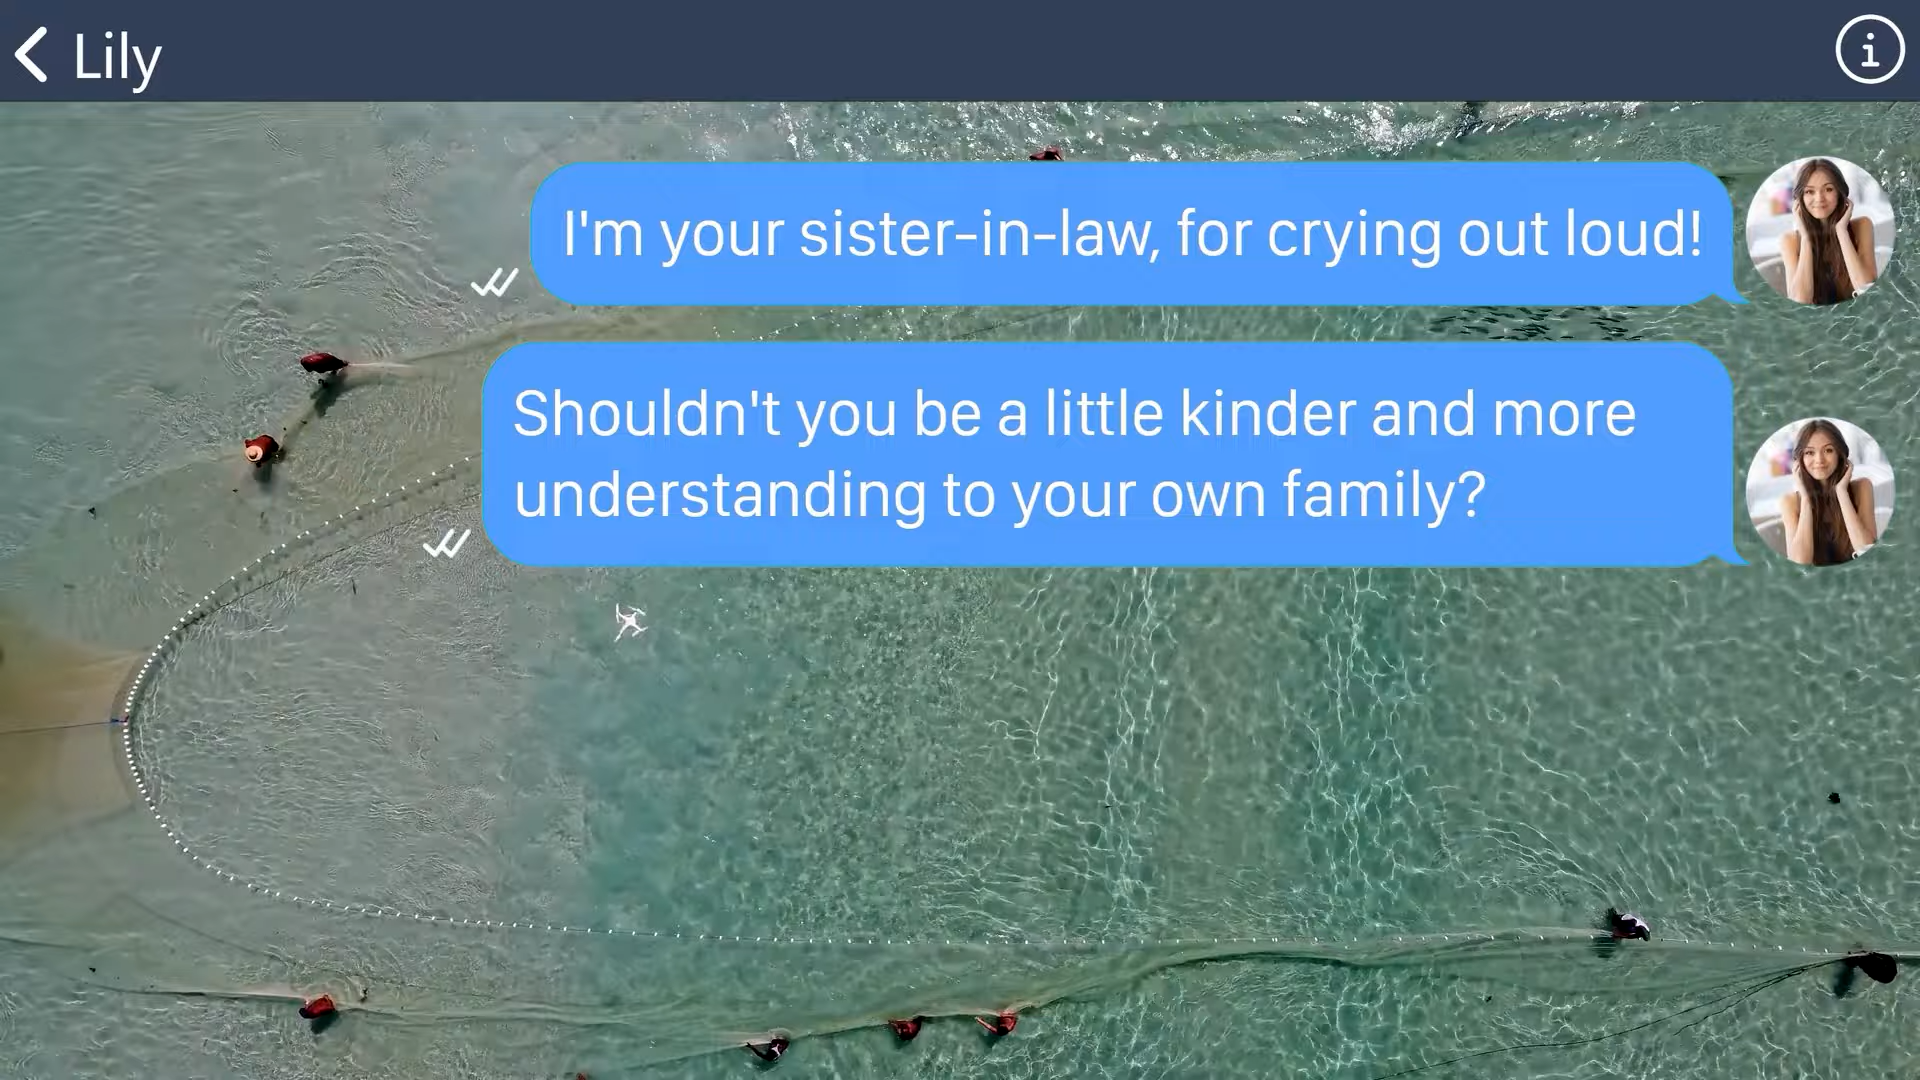 Lily
I'm your sister-in-law, for crying out loud!
Shouldn't you be a little kinder and more
understanding to your own family?